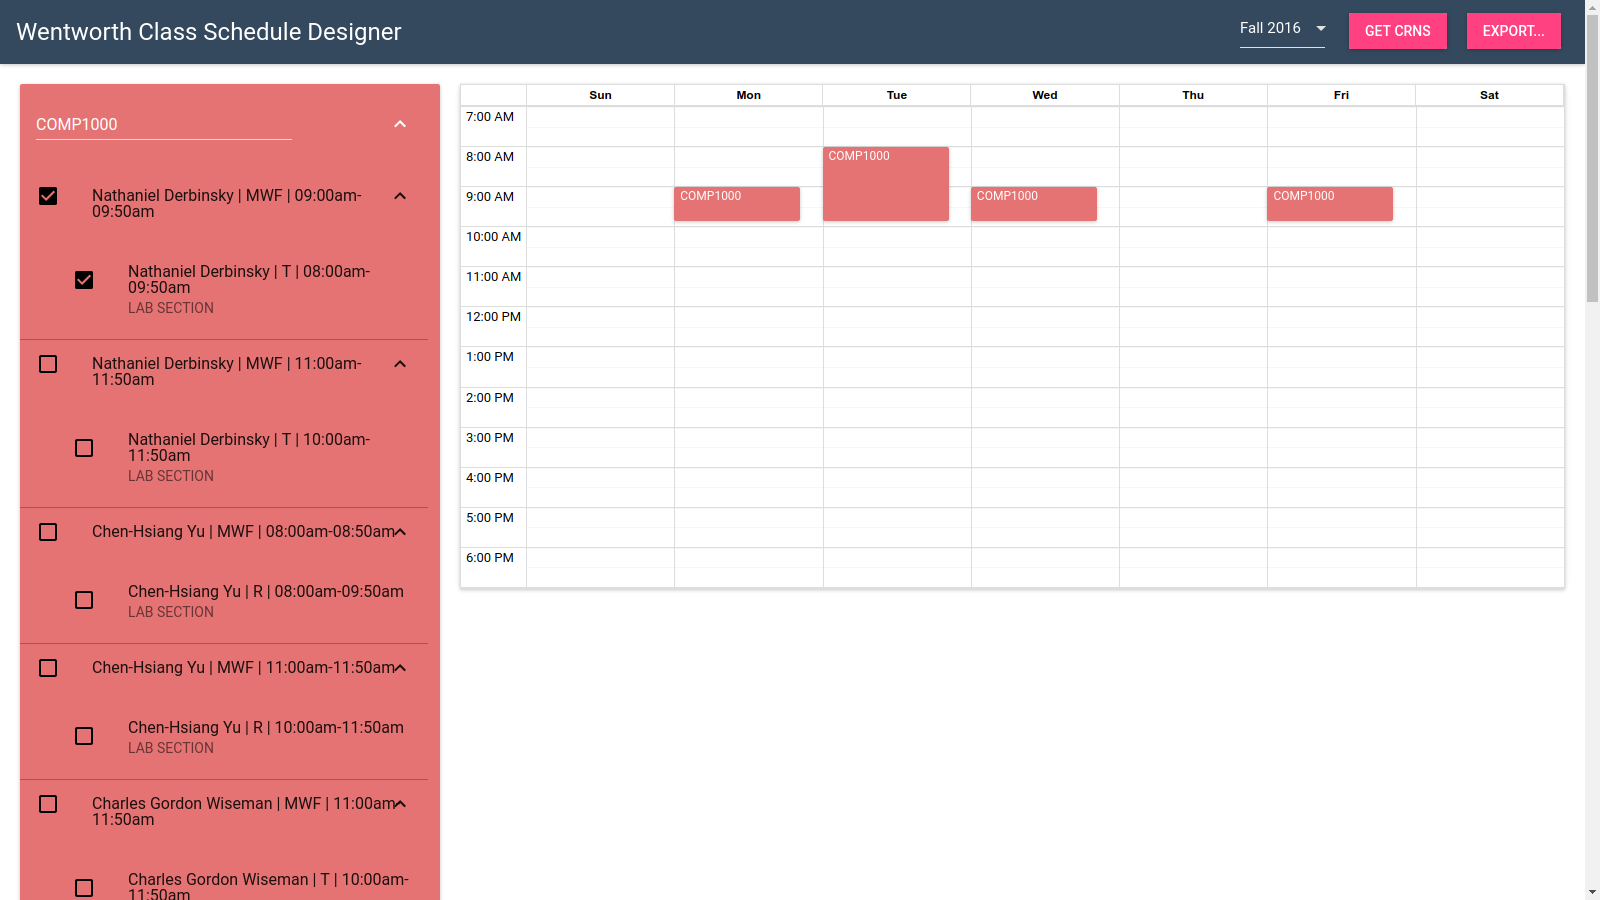 Wentworth Class Schedule Designer
Fall 2016
GET CRNS
EXPORT...
COMP1000
Nathaniel Derbinsky | MWF | 09:00am-
09:50am
Nathaniel Derbinsky | T | 08:00am-
09:50am
LAB SECTION
Nathaniel Derbinsky | MWF | 11:00am-
11:50am
Nathaniel Derbinsky | T | 10:00am-
11:50am
LAB SECTION
Chen-Hsiang Yu | MWF | 08:00am-08:50am
Chen-Hsiang Yu | R | 08:00am-09:50am
LAB SECTION
Chen-Hsiang Yu | MWF | 11:00am-11:50am
Chen-Hsiang Yu | R | 10:00am-11:50am
LAB SECTION
Charles Gordon Wiseman | MWF | 11:00am-
11:50am
Charles Gordon Wiseman | T | 10:00am-
11:50am
Sun Mon Tue Wed Thu Fri Sat
7:00 AM
8:00 AM
COMP1000
9:00 AM
COMP1000
COMP1000
COMP1000
10:00 AM
11:00 AM
12:00 PM
1:00 PM
2:00 PM
3:00 PM
4:00 PM
5:00 PM
6:00 PM